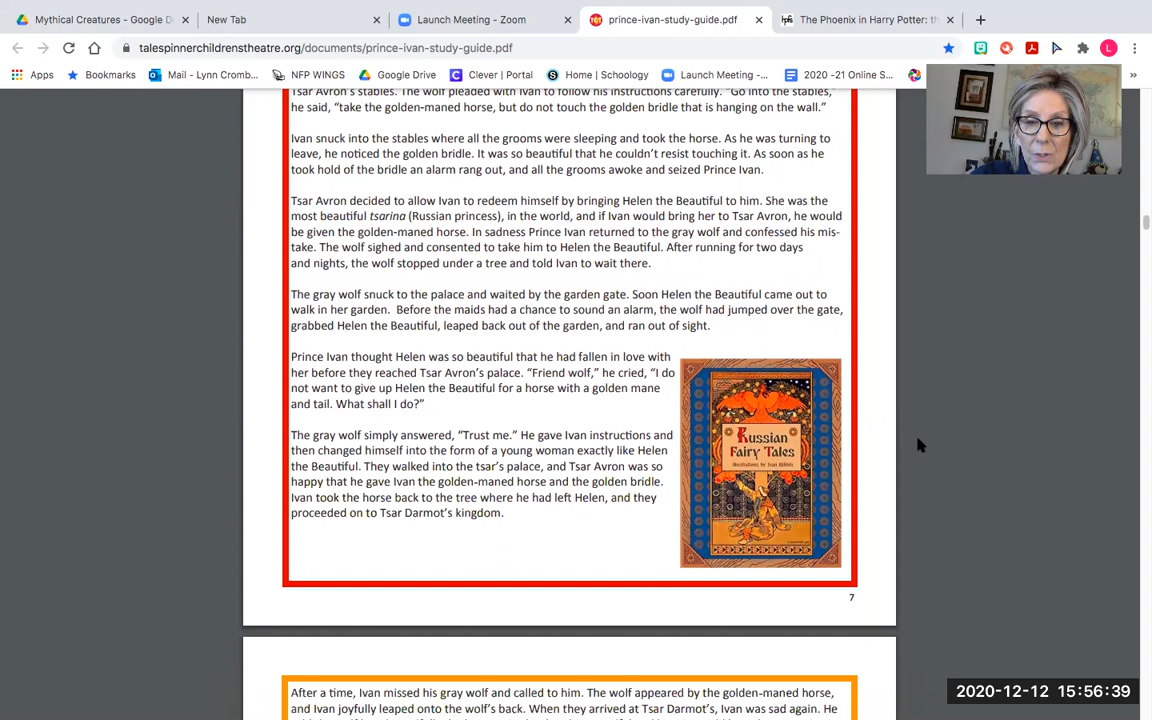 Mythical Creatures - Google D
New Tab
Launch Meeting - Zoom
prince-ivan-study-guide.pdf
The Phoenix in Harry Potter: th
talespinnerchildrenstheatre.org/documents/prince-ivan-study-guide.pdf
L
Apps
Bookmarks
Mail - Lynn Cromb...
NFP WINGS
Google Drive
Clever | Portal
Home | Schoology
Launch Meeting -...
2020 -21 Online S...
»
Tsar Avron's stables. The wolf pleaded with Ivan to follow his instructions carefully. "Go into the stables,"
he said, "take the golden-maned horse, but do not touch the golden bridle that is hanging on the wall."
Ivan snuck into the stables where all the grooms were sleeping and took the horse. As he was turning to
leave, he noticed the golden bridle. It was so beautiful that he couldn't resist touching it. As soon as he
took hold of the bridle an alarm rang out, and all the grooms awoke and seized Prince Ivan.
Tsar Avron decided to allow Ivan to redeem himself by bringing Helen the Beautiful to him. She was the
most beautiful tsarina (Russian princess), in the world, and if Ivan would bring her to Tsar Avron, he would
be given the golden-maned horse. In sadness Prince Ivan returned to the gray wolf and confessed his mis-
take. The wolf sighed and consented to take him to Helen the Beautiful. After running for two days
and nights, the wolf stopped under a tree and told Ivan to wait there.
The gray wolf snuck to the palace and waited by the garden gate. Soon Helen the Beautiful came out to
walk in her garden. Before the maids had a chance to sound an alarm, the wolf had jumped over the gate,
grabbed Helen the Beautiful, leaped back out of the garden, and ran out of sight.
Prince Ivan thought Helen was so beautiful that he had fallen in love with
her before they reached Tsar Avron's palace. "Friend wolf," he cried, "I do
not want to give up Helen the Beautiful for a horse with a golden mane
and tail. What shall I do?"
The gray wolf simply answered, "Trust me." He gave Ivan instructions and
then changed himself into the form of a young woman exactly like Helen
the Beautiful. They walked into the tsar's palace, and Tsar Avron was so
happy that he gave Ivan the golden-maned horse and the golden bridle.
Ivan took the horse back to the tree where he had left Helen, and they
proceeded on to Tsar Darmot's kingdom.
Russian
Fairy Tales
Illustrations by Ivan Bilibin
7
After a time, Ivan missed his gray wolf and called to him. The wolf appeared by the golden-maned horse,
and Ivan joyfully leaped onto the wolf's back. When they arrived at Tsar Darmot's, Ivan was sad again. He
2020-12-12 15:56:39